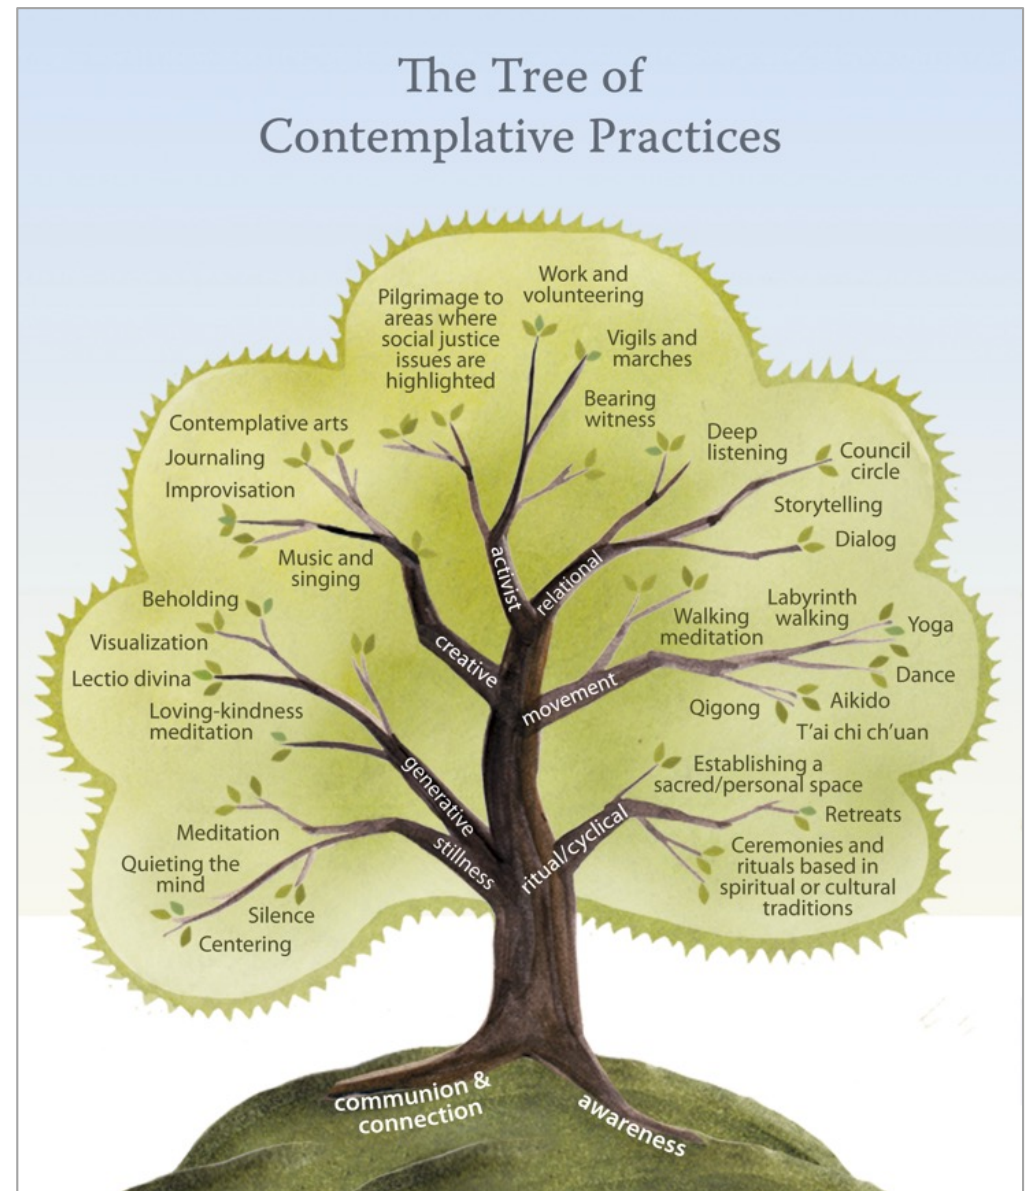 The Tree of
Contemplative Practices
Work and
volunteering
Pilgrimage to
areas where
social justice
issues are
highlighted
Vigils and
marches
Bearing
witness
Contemplative arts
Journaling
Improvisation
Music and
singing
Deep
listening
Council
circle
Storytelling
Dialog
activist
relational
Beholding
Visualization
Lectio divina
Loving-kindness
meditation
creative
movement
Walking
meditation
Labyrinth
walking
Yoga
Dance
Aikido
Qigong
T'ai chi ch'uan
generative
stillness
ritual/cyclical
Meditation
Quieting the
mind
Silence
Centering
Establishing a
sacred/personal space
Retreats
Ceremonies and
rituals based in
spiritual or cultural
traditions
communion &
connection
awareness